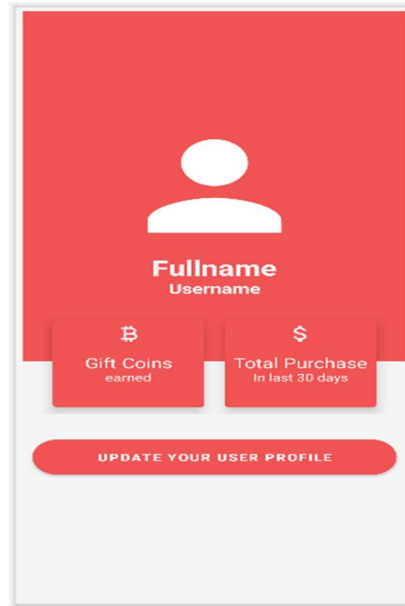 Fullname
Username
₿
Gift Coins
earned
$
Total Purchase
In last 30 days
UPDATE YOUR USER PROFILE